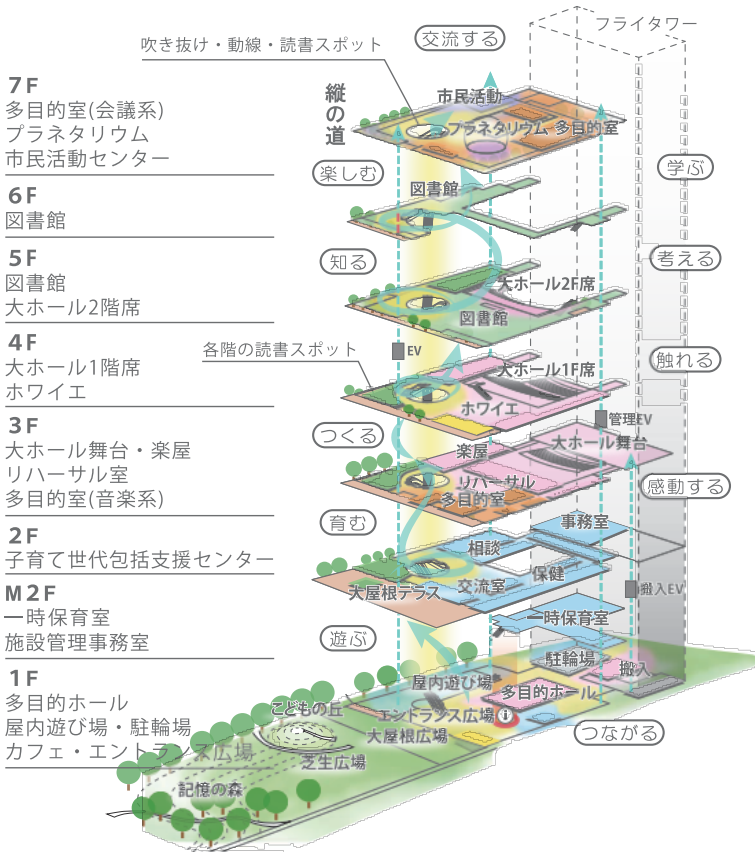 フライタワー
吹き抜け・動線・読書スポット
交流する
縦の道
市民活動
プラネタリウム 多目的室
7F
多目的室(会議系)
プラネタリウム
市民活動センター
楽しむ
学ぶ
図書館
6F
図書館
知る
考える
5F
図書館
大ホール2階席
大ホール2F席
図書館
EV
各階の読書スポット
4F
大ホール1階席
ホワイエ
大ホール1F席
触れる
ホワイエ
管理EV
つくる
大ホール舞台
3F
大ホール舞台・楽屋
リハーサル室
多目的室(音楽系)
楽屋
リハーサル
多目的室
感動する
育む
事務室
2F
子育て世代包括支援センター
相談
保健
交流室
大屋根テラス
搬入EV
M2F
一時保育室
施設管理事務室
一時保育室
遊ぶ
駐輪場
搬入
1F
多目的ホール
屋内遊び場・駐輪場
カフェ・エントランス広場
屋内遊び場
多目的ホール
こどもの丘
エントランス広場
i
大屋根広場
つながる
芝生広場
記憶の森